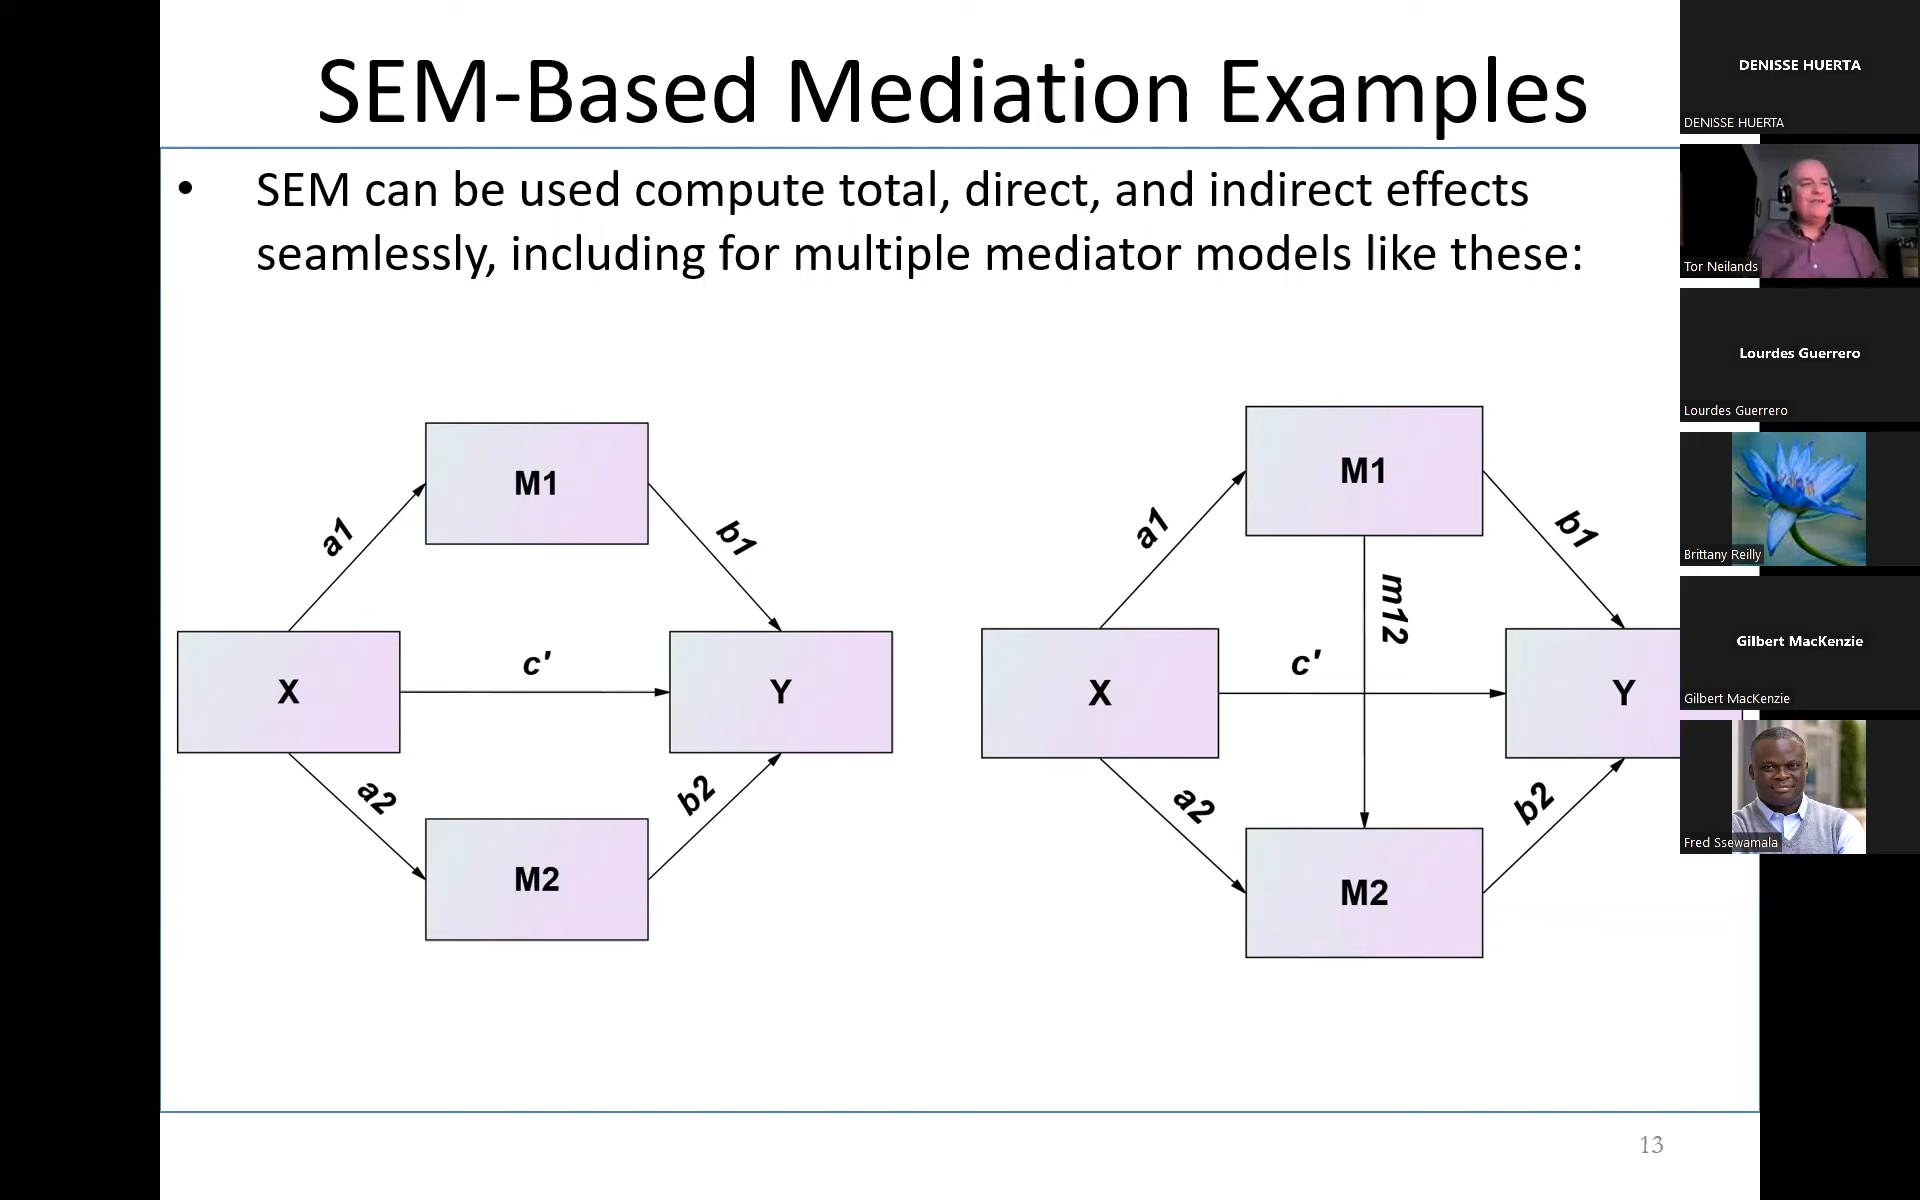 SEM-Based Mediation Examples
• SEM can be used compute total, direct, and indirect effects
seamlessly, including for multiple mediator models like these:
M1
a1
b1
X
c'
Y
a2
b2
M2
M1
a1
b1
m12
X
c'
Y
a2
b2
M2
13
DENISSE HUERTA
DENISSE HUERTA
Tor Neilands
Lourdes Guerrero
Lourdes Guerrero
Brittany Reilly
Gilbert MacKenzie
Gilbert MacKenzie
Fred Ssewamala